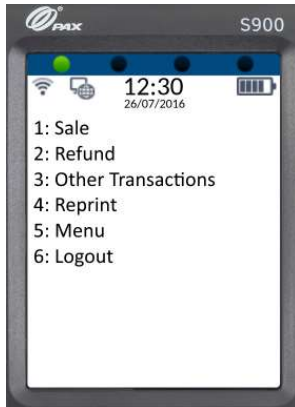 PAX S900
12:30
26/07/2016
1: Sale
2: Refund
3: Other Transactions
4: Reprint
5: Menu
6: Logout